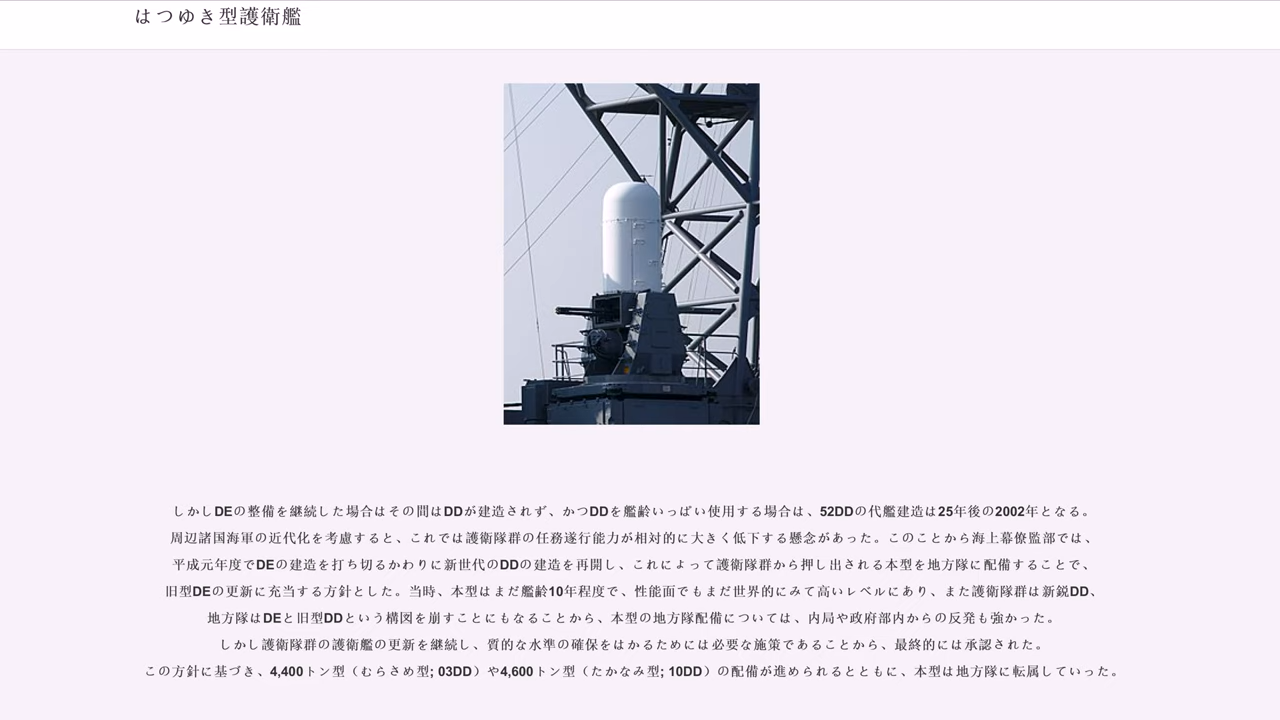 はつゆき型護衛艦
しかしDEの整備を継続した場合はその間はDDが建造されず、かつDDを艦齢いっぱい使用する場合は、52DDの代艦建造は25年後の2002年となる。
周辺諸国海軍の近代化を考慮すると、これでは護衛隊群の任務遂行能力が相対的に大きく低下する懸念があった。このことから海上幕僚監部では、
平成元年度でDEの建造を打ち切るかわりに新世代のDDの建造を再開し、これによって護衛隊群から押し出される本型を地方隊に配備することで、
旧型DEの更新に充当する方針とした。当時、本型はまだ艦齢10年程度で、性能面でもまだ世界的にみて高いレベルにあり、また護衛隊群は新鋭DD、
地方隊はDEと旧型DDという構図を崩すことにもなることから、本型の地方隊配備については、内局や政府部内からの反発も強かった。
しかし護衛隊群の護衛艦の更新を継続し、質的な水準の確保をはかるためには必要な施策であることから、最終的には承認された。
この方針に基づき、4,400トン型（むらさめ型; 03DD）や4,600トン型（たかなみ型; 10DD）の配備が進められるとともに、本型は地方隊に転属していった。